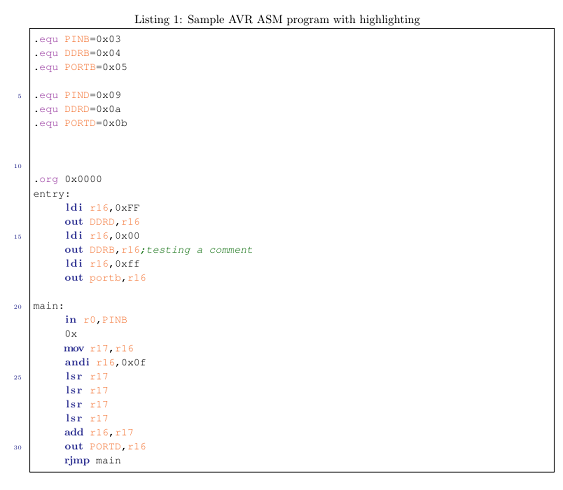 Listing 1: Sample AVR ASM program with highlighting
.equ PINB=0x03
.equ DDRB=0x04
.equ PORTB=0x05
5 .equ PIND=0x09
.equ DDRD=0x0a
.equ PORTD=0x0b
10
.org 0x0000
entry:
ldi r16,0xFF
out DDRD,r16
15 ldi r16,0x00
out DDRB,r16;testing a comment
ldi r16,0xff
out portb,r16
20 main:
in r0,PINB
0x
mov r17,r16
andi r16,0x0f
25 lsr r17
lsr r17
lsr r17
lsr r17
add r16,r17
30 out PORTD,r16
rjmp main